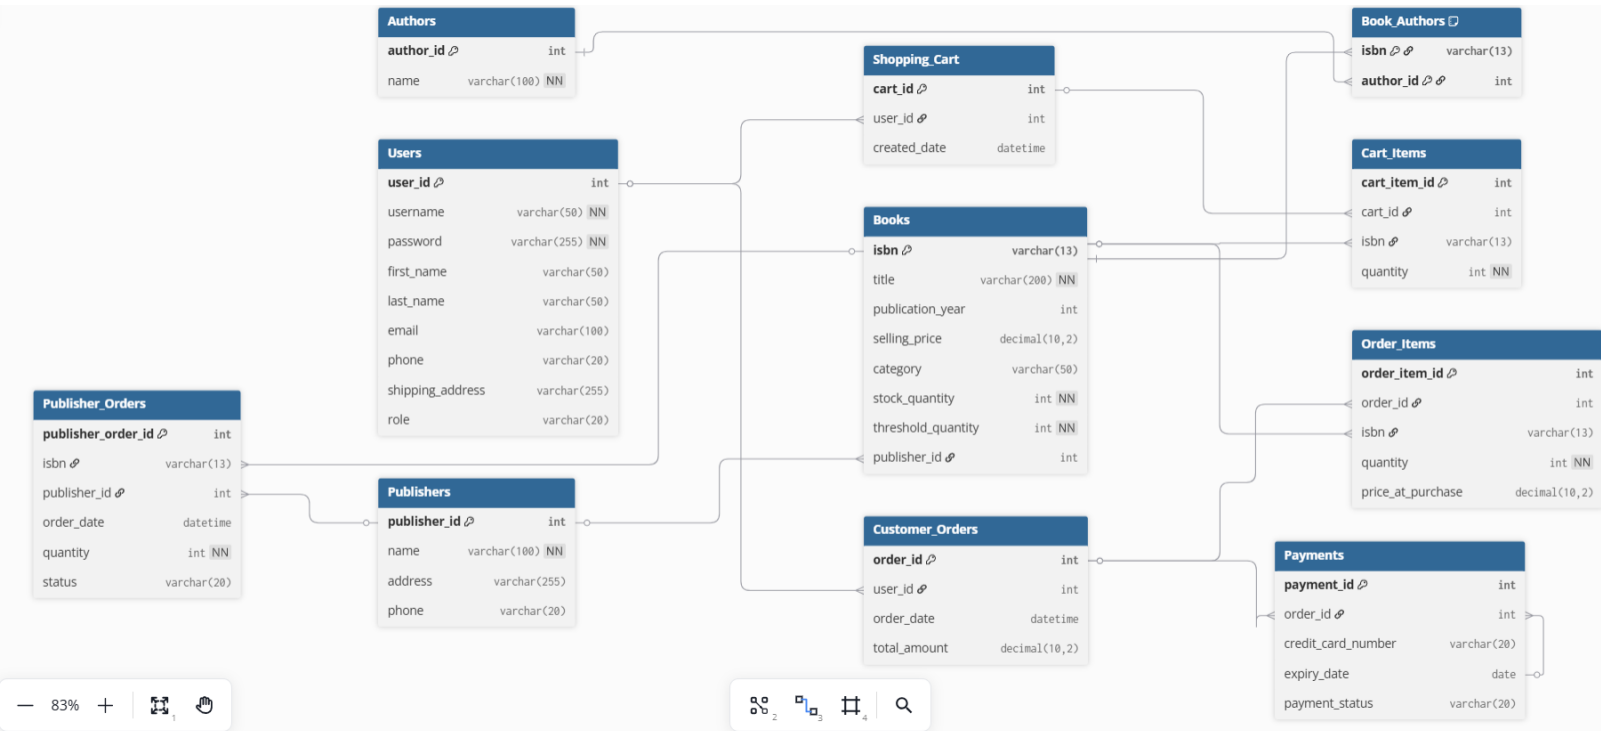 Authors
author_id int
name varchar(100) NN
Users
user_id int
username varchar(50) NN
password varchar(255) NN
first_name varchar(50)
last_name varchar(50)
email varchar(100)
phone varchar(20)
shipping_address varchar(255)
role varchar(20)
Publisher_Orders
publisher_order_id int
isbn varchar(13)
publisher_id int
order_date datetime
quantity int NN
status varchar(20)
Publishers
publisher_id int
name varchar(100) NN
address varchar(255)
phone varchar(20)
Shopping_Cart
cart_id int
user_id int
created_date datetime
Books
isbn varchar(13)
title varchar(200) NN
publication_year int
selling_price decimal(10,2)
category varchar(50)
stock_quantity int NN
threshold_quantity int NN
publisher_id int
Customer_Orders
order_id int
user_id int
order_date datetime
total_amount decimal(10,2)
Book_Authors
isbn varchar(13)
author_id int
Cart_Items
cart_item_id int
cart_id int
isbn varchar(13)
quantity int NN
Order_Items
order_item_id int
order_id int
isbn varchar(13)
quantity int NN
price_at_purchase decimal(10,2)
Payments
payment_id int
order_id int
credit_card_number varchar(20)
expiry_date date
payment_status varchar(20)
83% 1
2 3 4